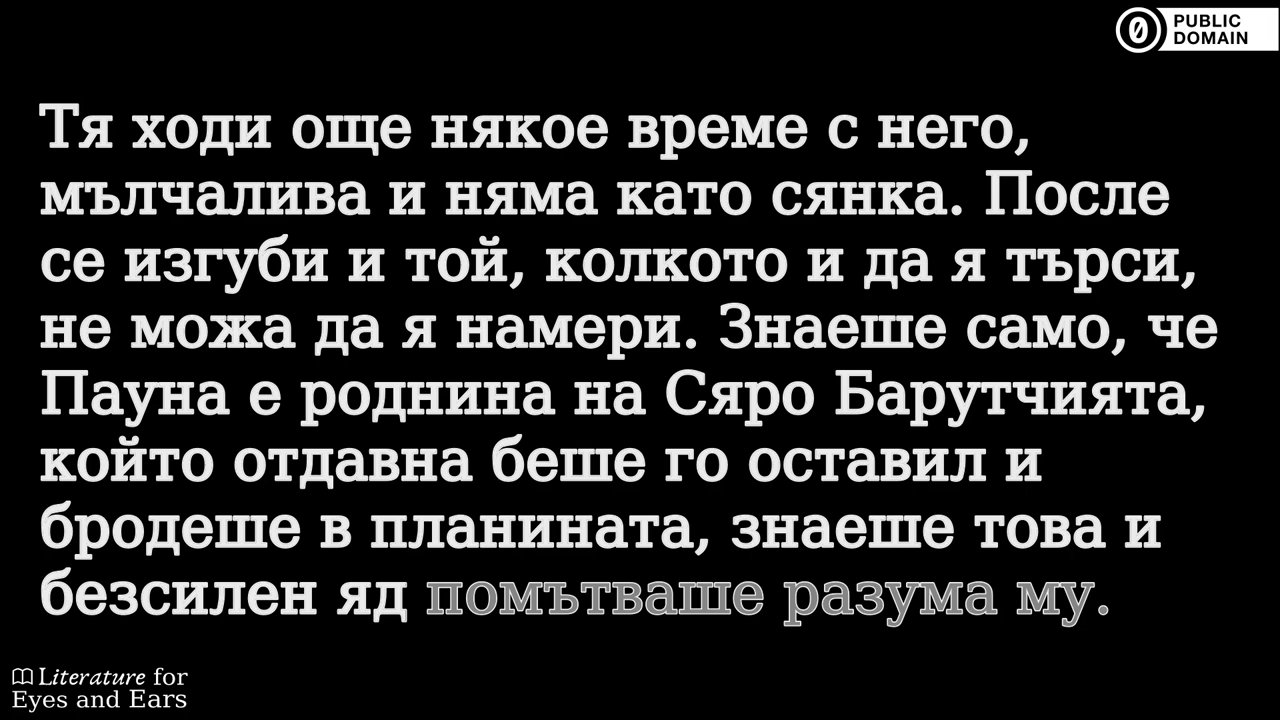 PUBLIC
DOMAIN
Тя ходи още някое време с него,
мълчалива и няма като сянка. После
се изгуби и той, колкото и да я търси,
не можа да я намери. Знаеше само, че
Пауна е роднина на Сяро Барутчията,
който отдавна беше го оставил и
бродеше в планината, знаеше това и
безсилен яд помътваше разума му.
Literature for
Eyes and Ears